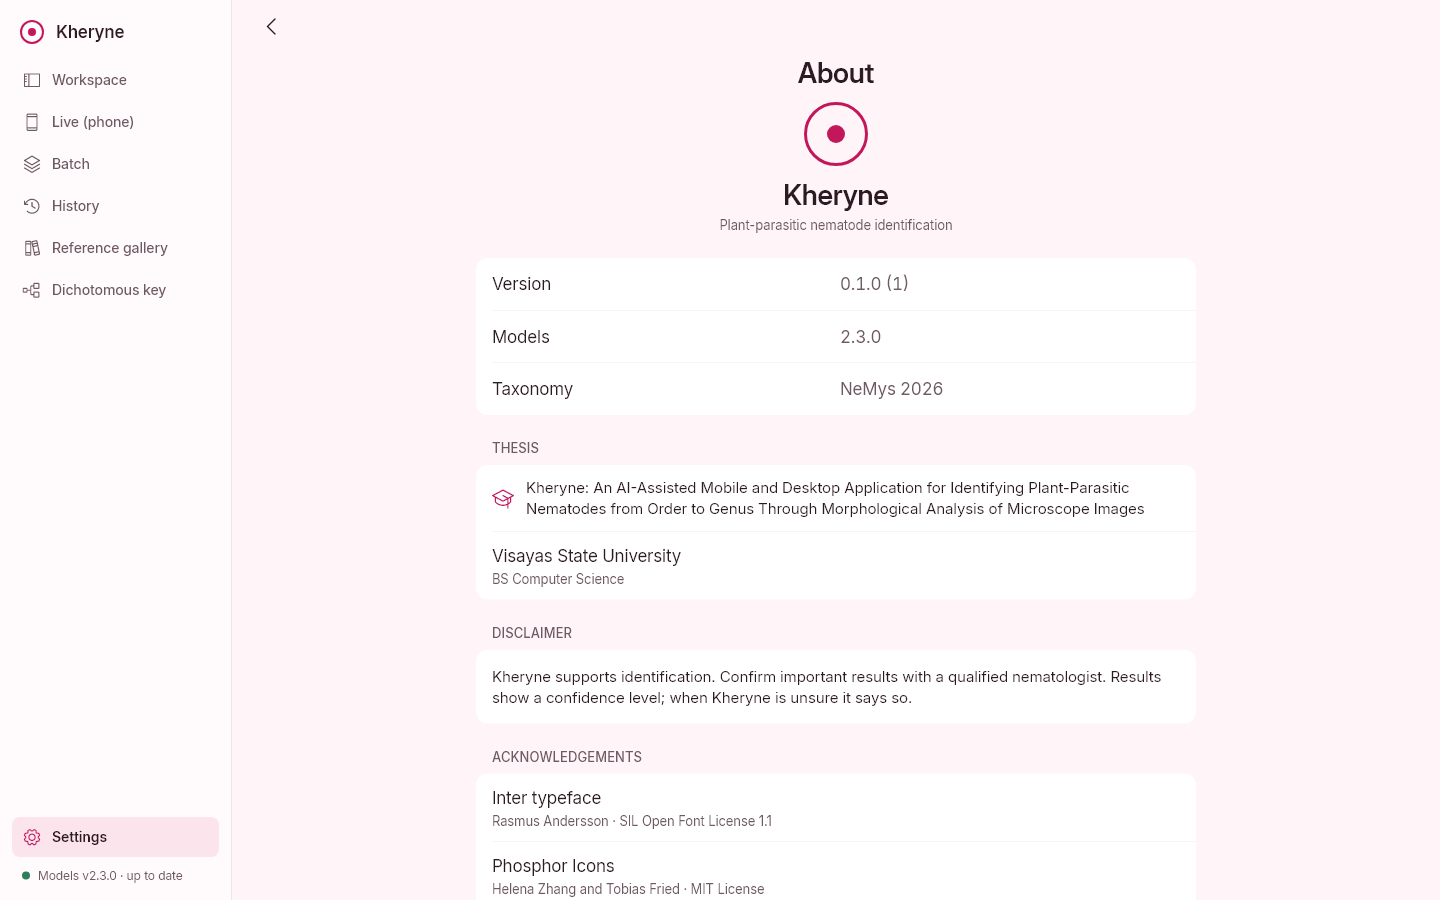 Kheryne
Workspace
Live (phone)
Batch
History
Reference gallery
Dichotomous key
Settings
Models v2.3.0 · up to date
About
Kheryne
Plant-parasitic nematode identification
Version 0.1.0 (1)
Models 2.3.0
Taxonomy NeMys 2026
THESIS
Kheryne: An AI-Assisted Mobile and Desktop Application for Identifying Plant-Parasitic
Nematodes from Order to Genus Through Morphological Analysis of Microscope Images
Visayas State University
BS Computer Science
DISCLAIMER
Kheryne supports identification. Confirm important results with a qualified nematologist. Results
show a confidence level; when Kheryne is unsure it says so.
ACKNOWLEDGEMENTS
Inter typeface
Rasmus Andersson · SIL Open Font License 1.1
Phosphor Icons
Helena Zhang and Tobias Fried · MIT License